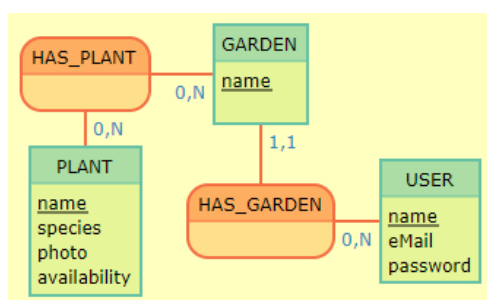 HAS_PLANT
0,N
GARDEN
name
0,N
1,1
PLANT
name
species
photo
availability
HAS_GARDEN
0,N
USER
name
eMail
password